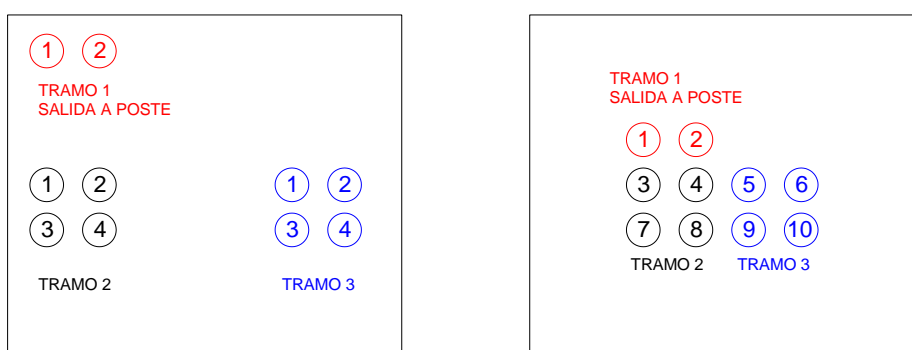 1 2
TRAMO 1
SALIDA A POSTE
1 2
3 4
TRAMO 2
1 2
3 4
TRAMO 3
TRAMO 1
SALIDA A POSTE
1 2
3 4 5 6
7 8 9 10
TRAMO 2 TRAMO 3